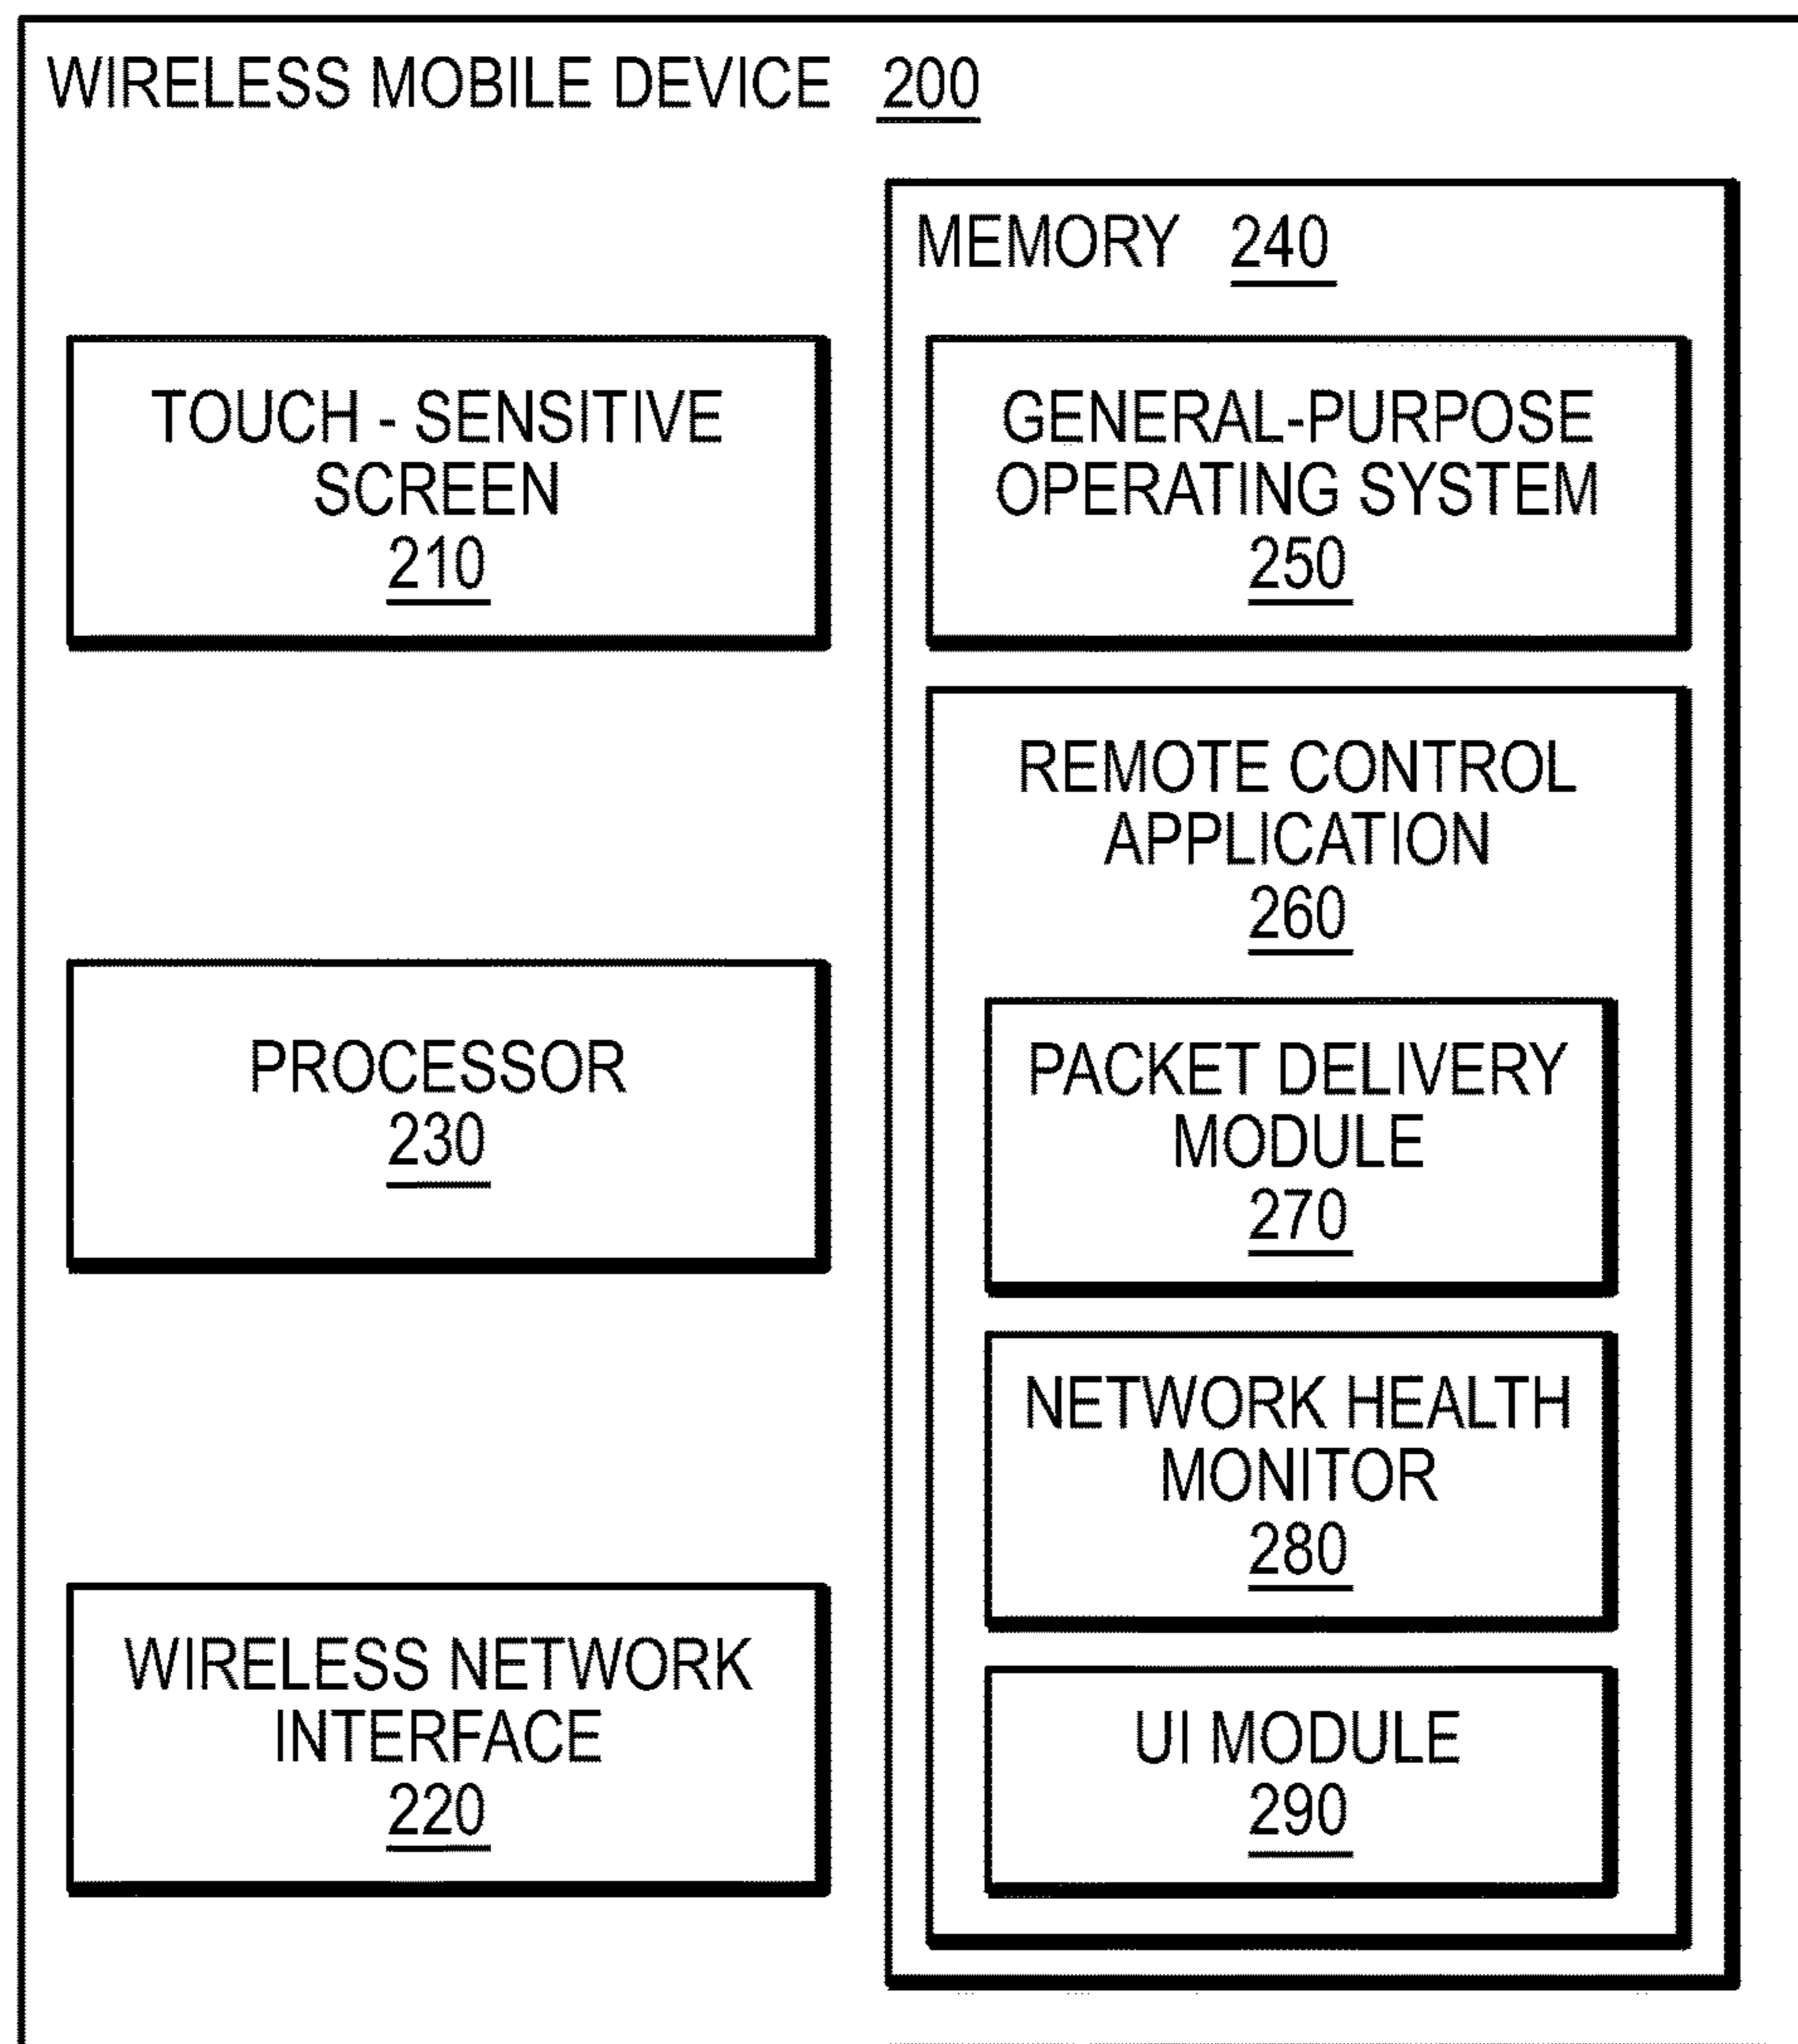 WIRELESS MOBILE DEVICE 200
MEMORY 240
TOUCH - SENSITIVE
SCREEN
210
GENERAL-PURPOSE
OPERATING SYSTEM
250
REMOTE CONTROL
APPLICATION
260
PROCESSOR
230
PACKET DELIVERY
MODULE
270
NETWORK HEALTH
MONITOR
280
WIRELESS NETWORK
INTERFACE
220
UI MODULE
290